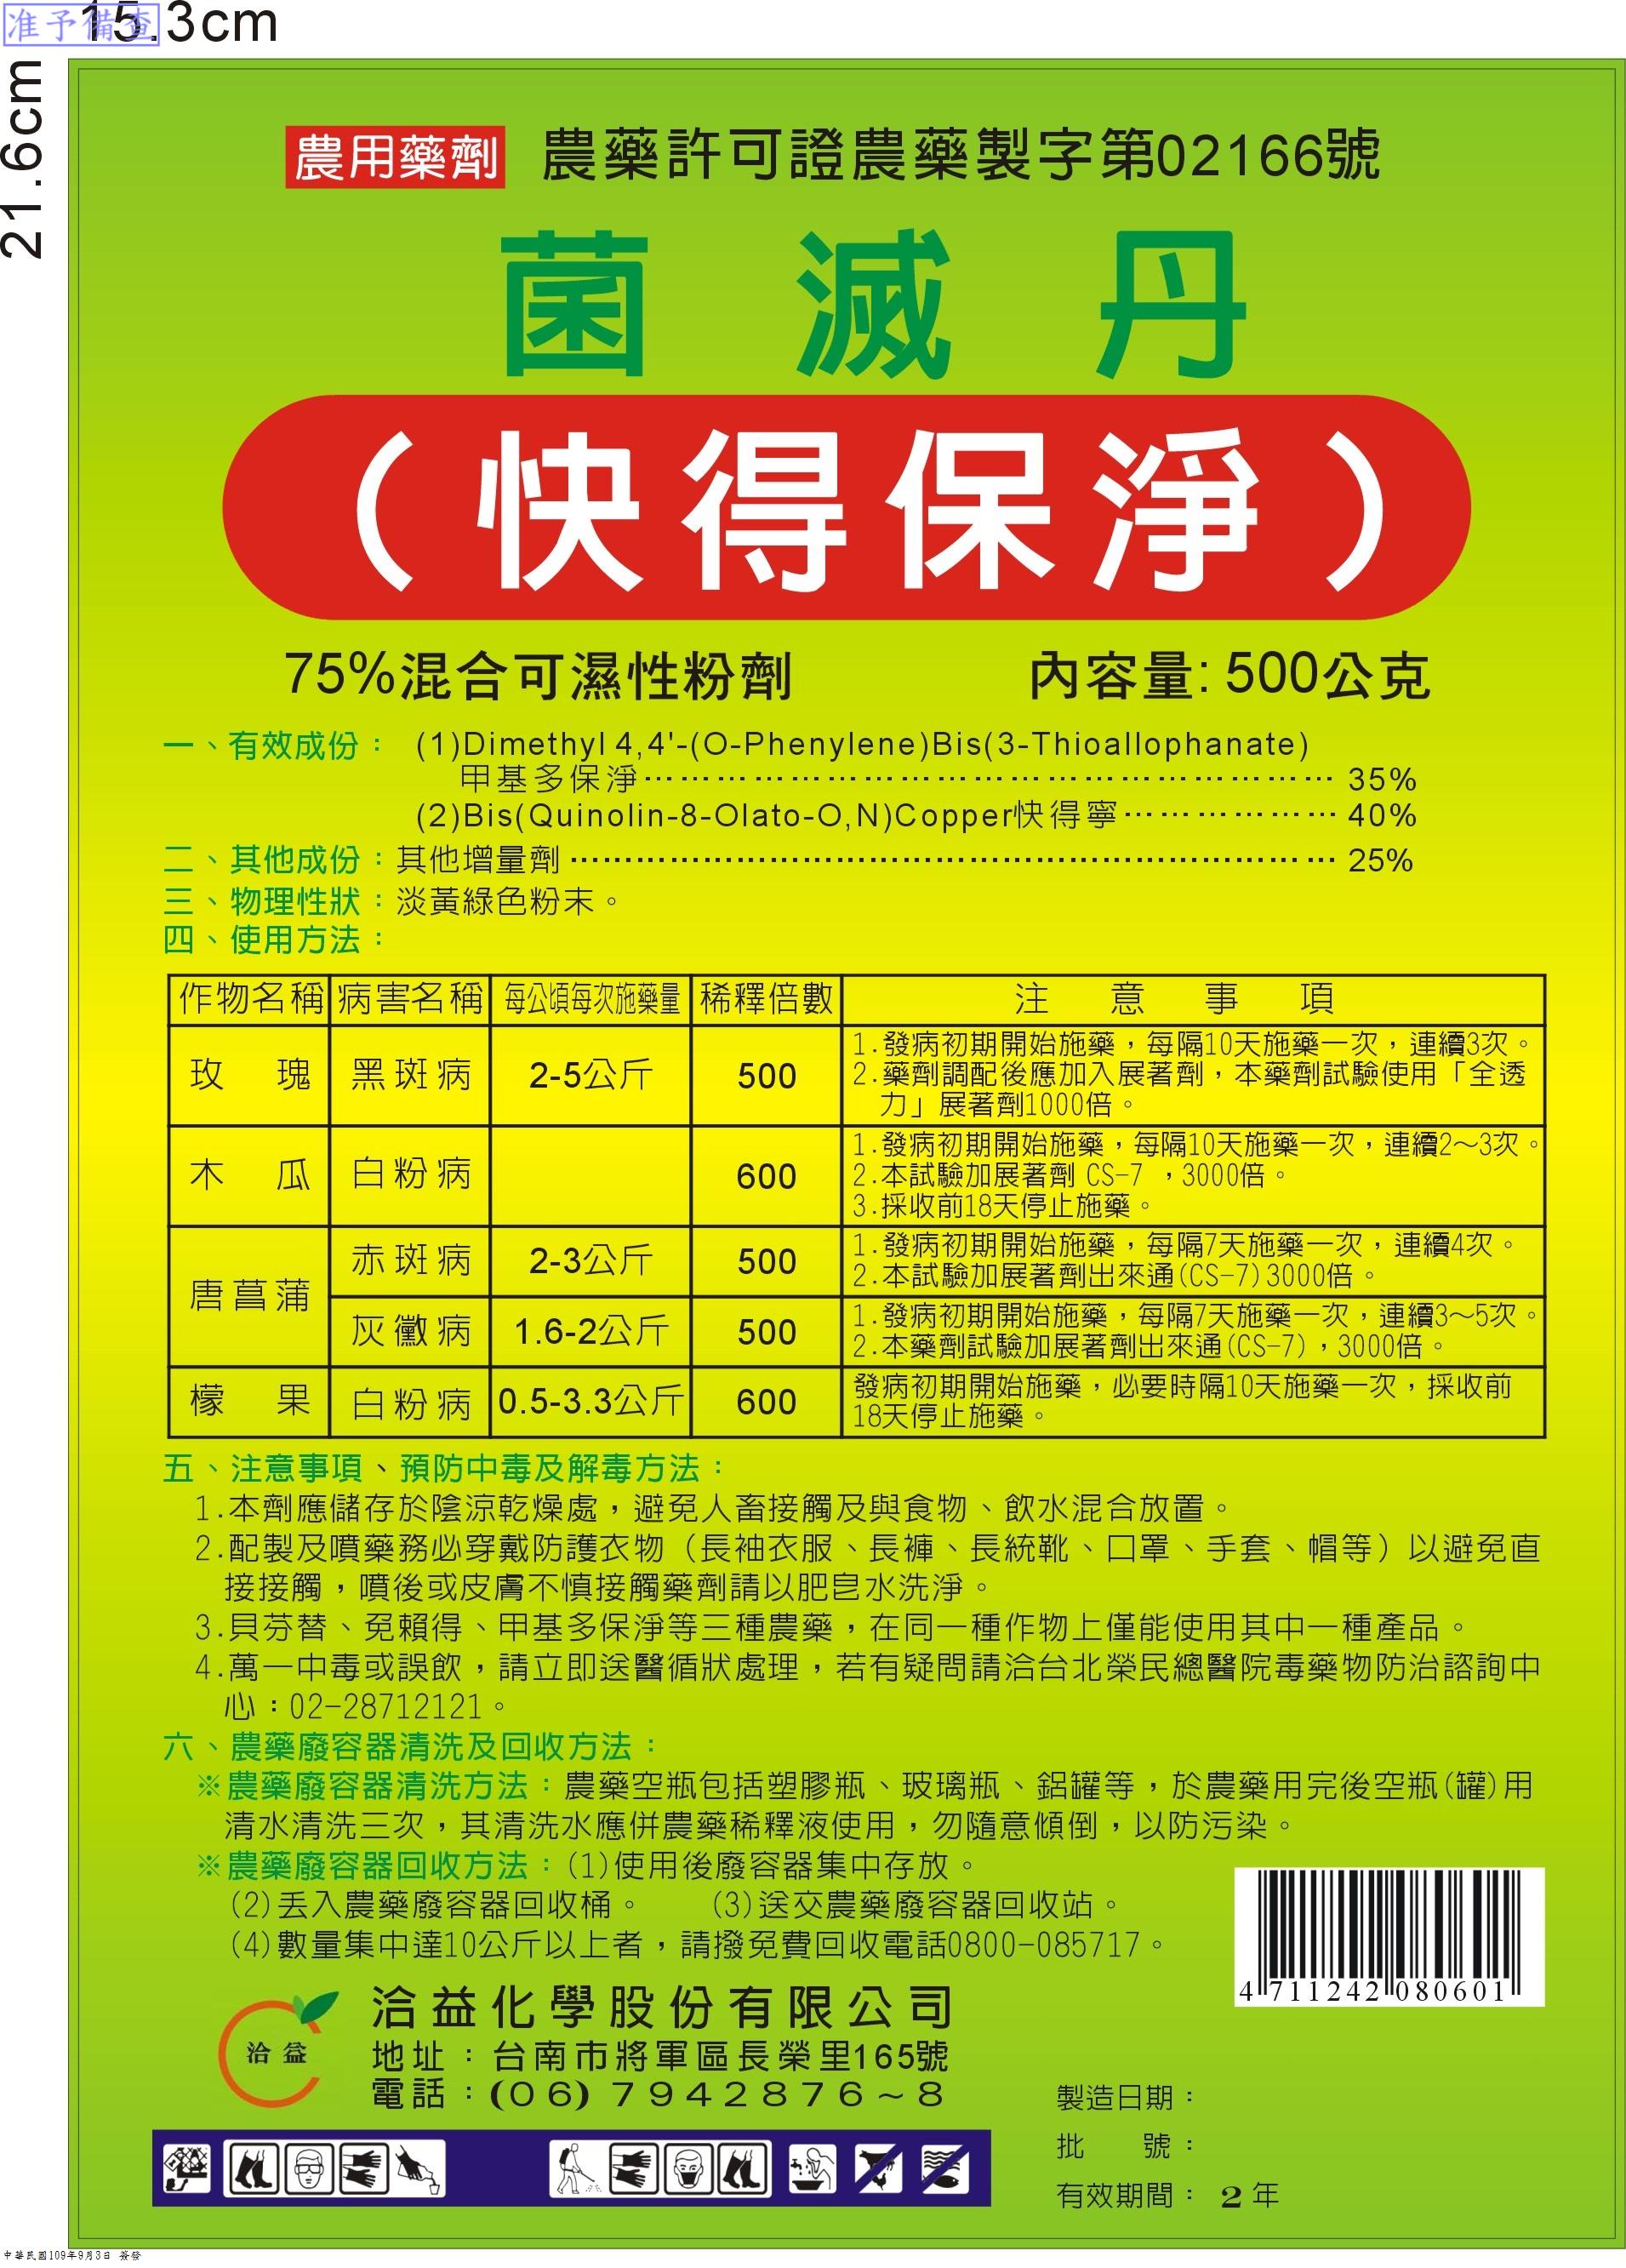 准予備查
15.3cm
21.6cm
農用藥劑 農藥許可證農藥製字第02166號
菌滅丹
（快得保淨）
75%混合可濕性粉劑 內容量: 500公克
一、有效成份： (1)Dimethyl 4,4'-(O-Phenylene)Bis(3-Thioallophanate)
甲基多保淨………………………………………………… 35%
(2)Bis(Quinolin-8-Olato-O,N)Copper快得寧……………… 40%
二、其他成份：其他增量劑……………………………………………………… 25%
三、物理性狀：淡黃綠色粉末。
四、使用方法：
作物名稱 病害名稱 每公頃每次施藥量 稀釋倍數 注意事項
玫瑰 黑斑病 2-5公斤 500
1.發病初期開始施藥，每隔10天施藥一次，連續3次。
2.藥劑調配後應加入展著劑，本藥劑試驗使用「全透
力」展著劑1000倍。
木瓜 白粉病 600
1.發病初期開始施藥，每隔10天施藥一次，連續2～3次。
2.本試驗加展著劑 CS-7 ，3000倍。
3.採收前18天停止施藥。
唐菖蒲 赤斑病 2-3公斤 500
1.發病初期開始施藥，每隔7天施藥一次，連續4次。
2.本試驗加展著劑出來通(CS-7)3000倍。
灰黴病 1.6-2公斤 500
1.發病初期開始施藥，每隔7天施藥一次，連續3～5次。
2.本藥劑試驗加展著劑出來通(CS-7)，3000倍。
檬果 白粉病 0.5-3.3公斤 600
發病初期開始施藥，必要時隔10天施藥一次，採收前
18天停止施藥。
五、注意事項、預防中毒及解毒方法：
1.本劑應儲存於陰涼乾燥處，避免人畜接觸及與食物、飲水混合放置。
2.配製及噴藥務必穿戴防護衣物（長袖衣服、長褲、長統靴、口罩、手套、帽等）以避免直
接接觸，噴後或皮膚不慎接觸藥劑請以肥皂水洗淨。
3.貝芬替、免賴得、甲基多保淨等三種農藥，在同一種作物上僅能使用其中一種產品。
4.萬一中毒或誤飲，請立即送醫循狀處理，若有疑問請洽台北榮民總醫院毒藥物防治諮詢中
心：02-28712121。
六、農藥廢容器清洗及回收方法：
※農藥廢容器清洗方法：農藥空瓶包括塑膠瓶、玻璃瓶、鋁罐等，於農藥用完後空瓶(罐)用
清水清洗三次，其清洗水應併農藥稀釋液使用，勿隨意傾倒，以防污染。
※農藥廢容器回收方法：(1)使用後廢容器集中存放。
(2)丟入農藥廢容器回收桶。 (3)送交農藥廢容器回收站。
(4)數量集中達10公斤以上者，請撥免費回收電話0800-085717。
4 711242 080601
洽益
洽益化學股份有限公司
地址：台南市將軍區長榮里165號
電話：(06) 7942876~8
製造日期：
批號：
有效期間： 2 年
中華民國109年9月3日 簽發